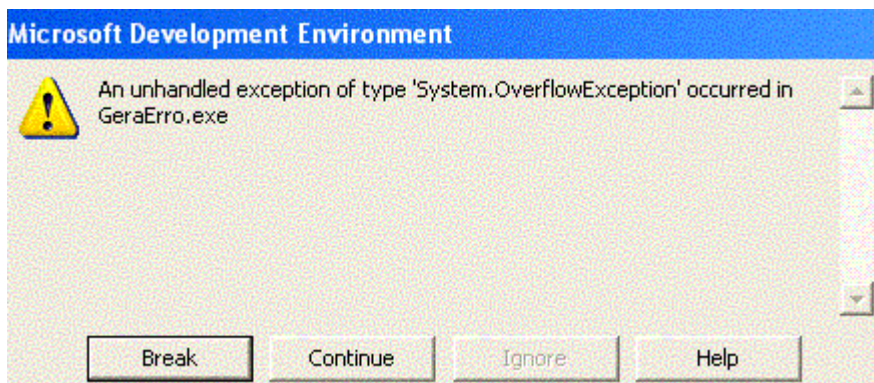 Microsoft Development Environment
An unhandled exception of type 'System.OverflowException' occurred in
GeraErro.exe
Break Continue Ignore Help